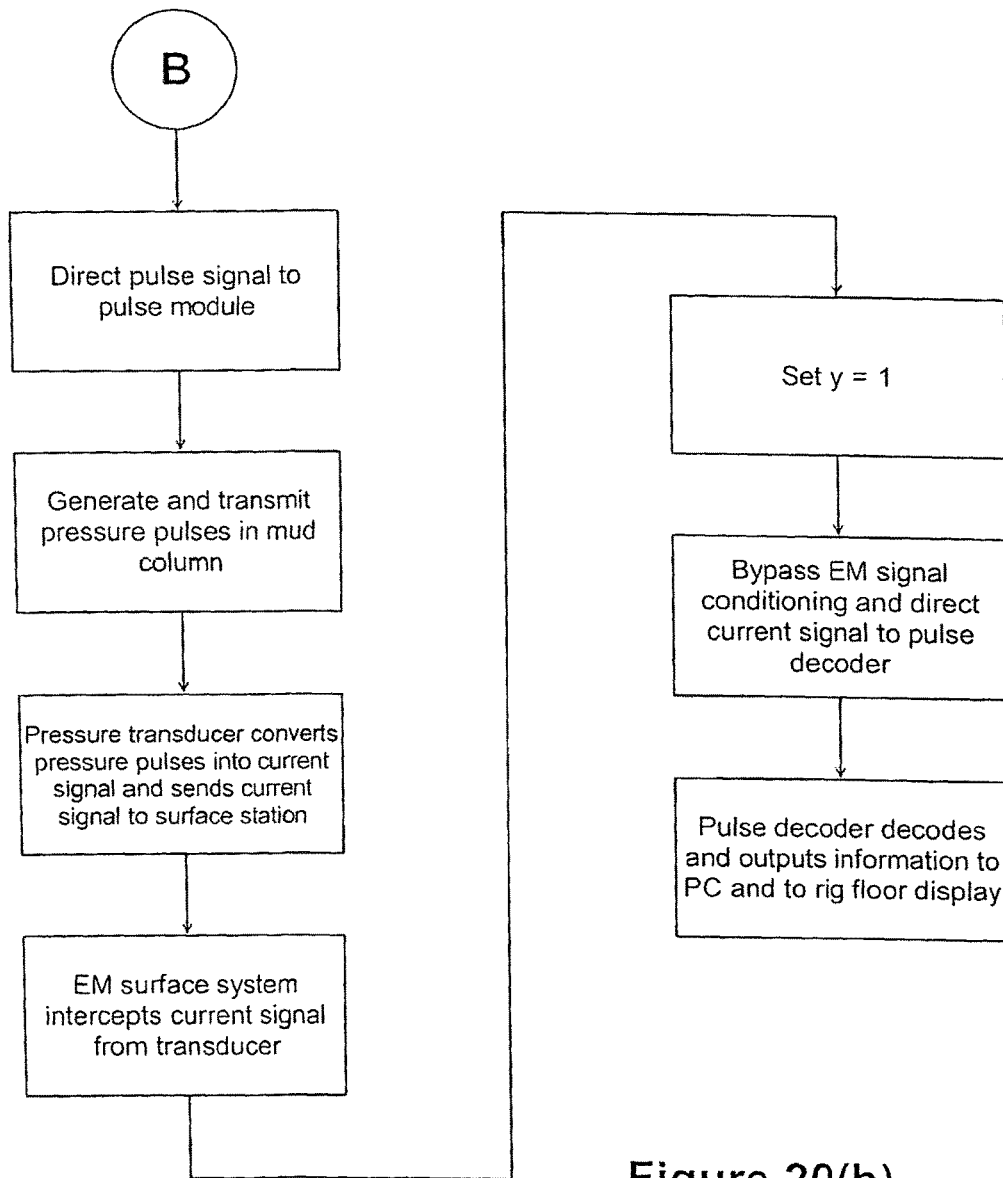 B
Direct pulse signal to
pulse module
Generate and transmit
pressure pulses in mud
column
Pressure transducer converts
pressure pulses into current
signal and sends current
signal to surface station
EM surface system
intercepts current signal
from transducer
Set y = 1
Bypass EM signal
conditioning and direct
current signal to pulse
decoder
Pulse decoder decodes
and outputs information to
PC and to rig floor display
Figure 20(b)